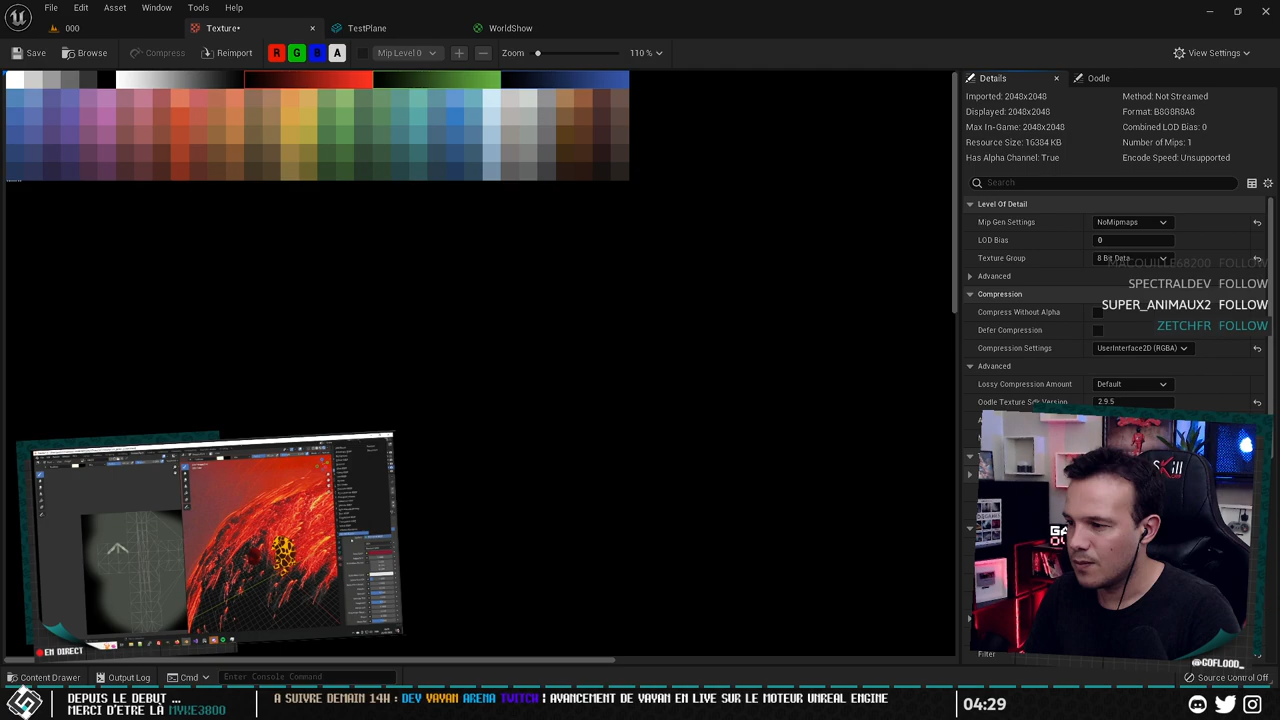 File Edit Asset Window Tools Help
000 Texture* TestPlane WorldShow
Save Browse Compress Reimport R G B A Mip Level 0 Zoom 110 % View Settings
Details Oodle
Imported: 2048x2048 Method: Not Streamed
Displayed: 2048x2048 Format: B8G8R8A8
Max In-Game: 2048x2048 Combined LOD Bias: 0
Resource Size: 16384 KB Number of Mips: 1
Has Alpha Channel: True Encode Speed: Unsupported
Search
Level Of Detail
Mip Gen Settings NoMipmaps
LOD Bias 0
Texture Group 8 Bit Data
MACOUILLE68200 FOLLOW
Advanced
SPECTRALDEV FOLLOW
Compression
SUPER_ANIMAUX2 FOLLOW
Compress Without Alpha
ZETCHFR FOLLOW
Defer Compression
Compression Settings UserInterface2D (RGBA)
Advanced
Lossy Compression Amount Default
Oodle Texture Sdk Version 2.9.5
sKill
Filter
EN DIRECT
@GOFLOOD_
Content Drawer Output Log Cmd Enter Console Command Source Control Off
DEPUIS LE DEBUT ...
MERCI D'ETRE LÀ MYKE3800
A SUIVRE DEMAIN 14H : DEV VAYAN ARENA TWITCH ¡ AVANCEMENT DE VAYAN EN LIVE SUR LE MOTEUR UNREAL ENGINE
04:29